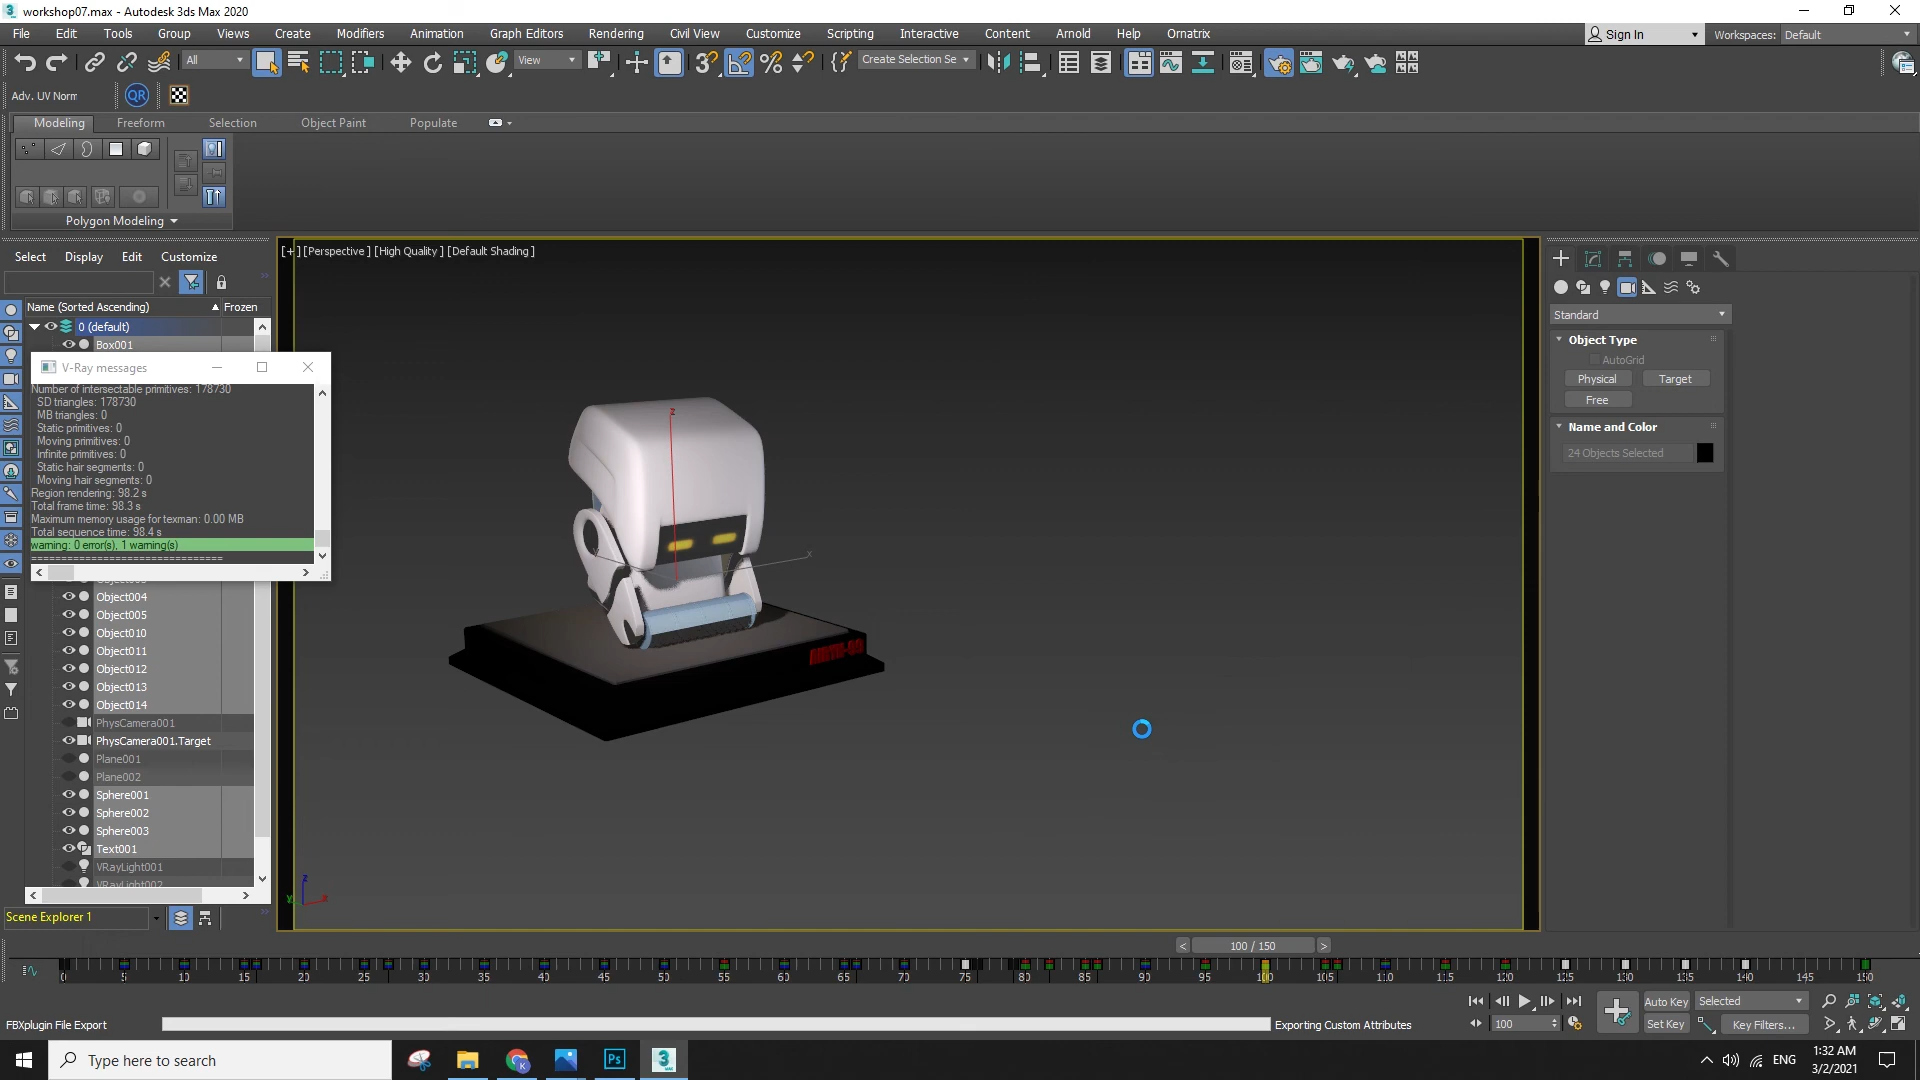 workshop07.max - Autodesk 3ds Max 2020
File Edit Tools Group Views Create Modifiers Animation Graph Editors Rendering Civil View Customize Scripting Interactive Content Arnold Help Ornatrix Sign In Workspaces: Default
All View Create Selection Se
Adv. UV Norm QR
Modeling Freeform Selection Object Paint Populate
Polygon Modeling
Select Display Edit Customize
[+] [Perspective] [High Quality] [Default Shading]
Name (Sorted Ascending) Frozen
0 (default)
Box001
V-Ray messages
Number of intersectable primitives: 178730
SD triangles: 178730
MB triangles: 0
Static primitives: 0
Moving primitives: 0
Infinite primitives: 0
Static hair segments: 0
Moving hair segments: 0
Region rendering: 98.2 s
Total frame time: 98.3 s
Maximum memory usage for texman: 0.00 MB
Total sequence time: 98.4 s
warning: 0 error(s), 1 warning(s)
================================
Object004
Object005
Object010
Object011
Object012
Object013
Object014
PhysCamera001
PhysCamera001.Target
Plane001
Plane002
Sphere001
Sphere002
Sphere003
Text001
VRayLight001
VRayLight002
Scene Explorer 1
Standard
Object Type
AutoGrid
Physical Target
Free
Name and Color
24 Objects Selected
z
x
y
z
x
y
100 / 150
0 5 10 15 20 25 30 35 40 45 50 55 60 65 70 75 80 85 90 95 100 105 110 115 120 125 130 135 140 145 150
Auto Key Selected
100 Set Key Key Filters...
FBXplugin File Export Exporting Custom Attributes
Type here to search
Ps
3
MAX
ENG
1:32 AM
3/2/2021